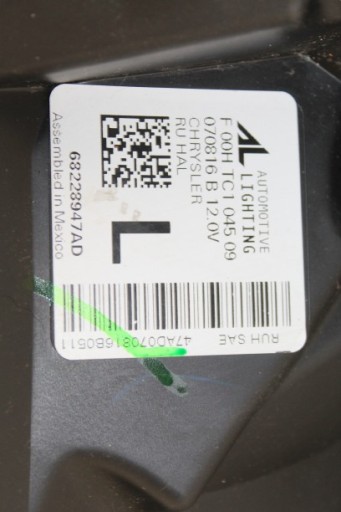 AL AUTOMOTIVE LIGHTING
F 00H TC1 045 09
070816 B 12.0V
CHRYSLER
RU HAL
L
68228947AD
Assembled in Mexico
RUH SAE
47AD070816B0511